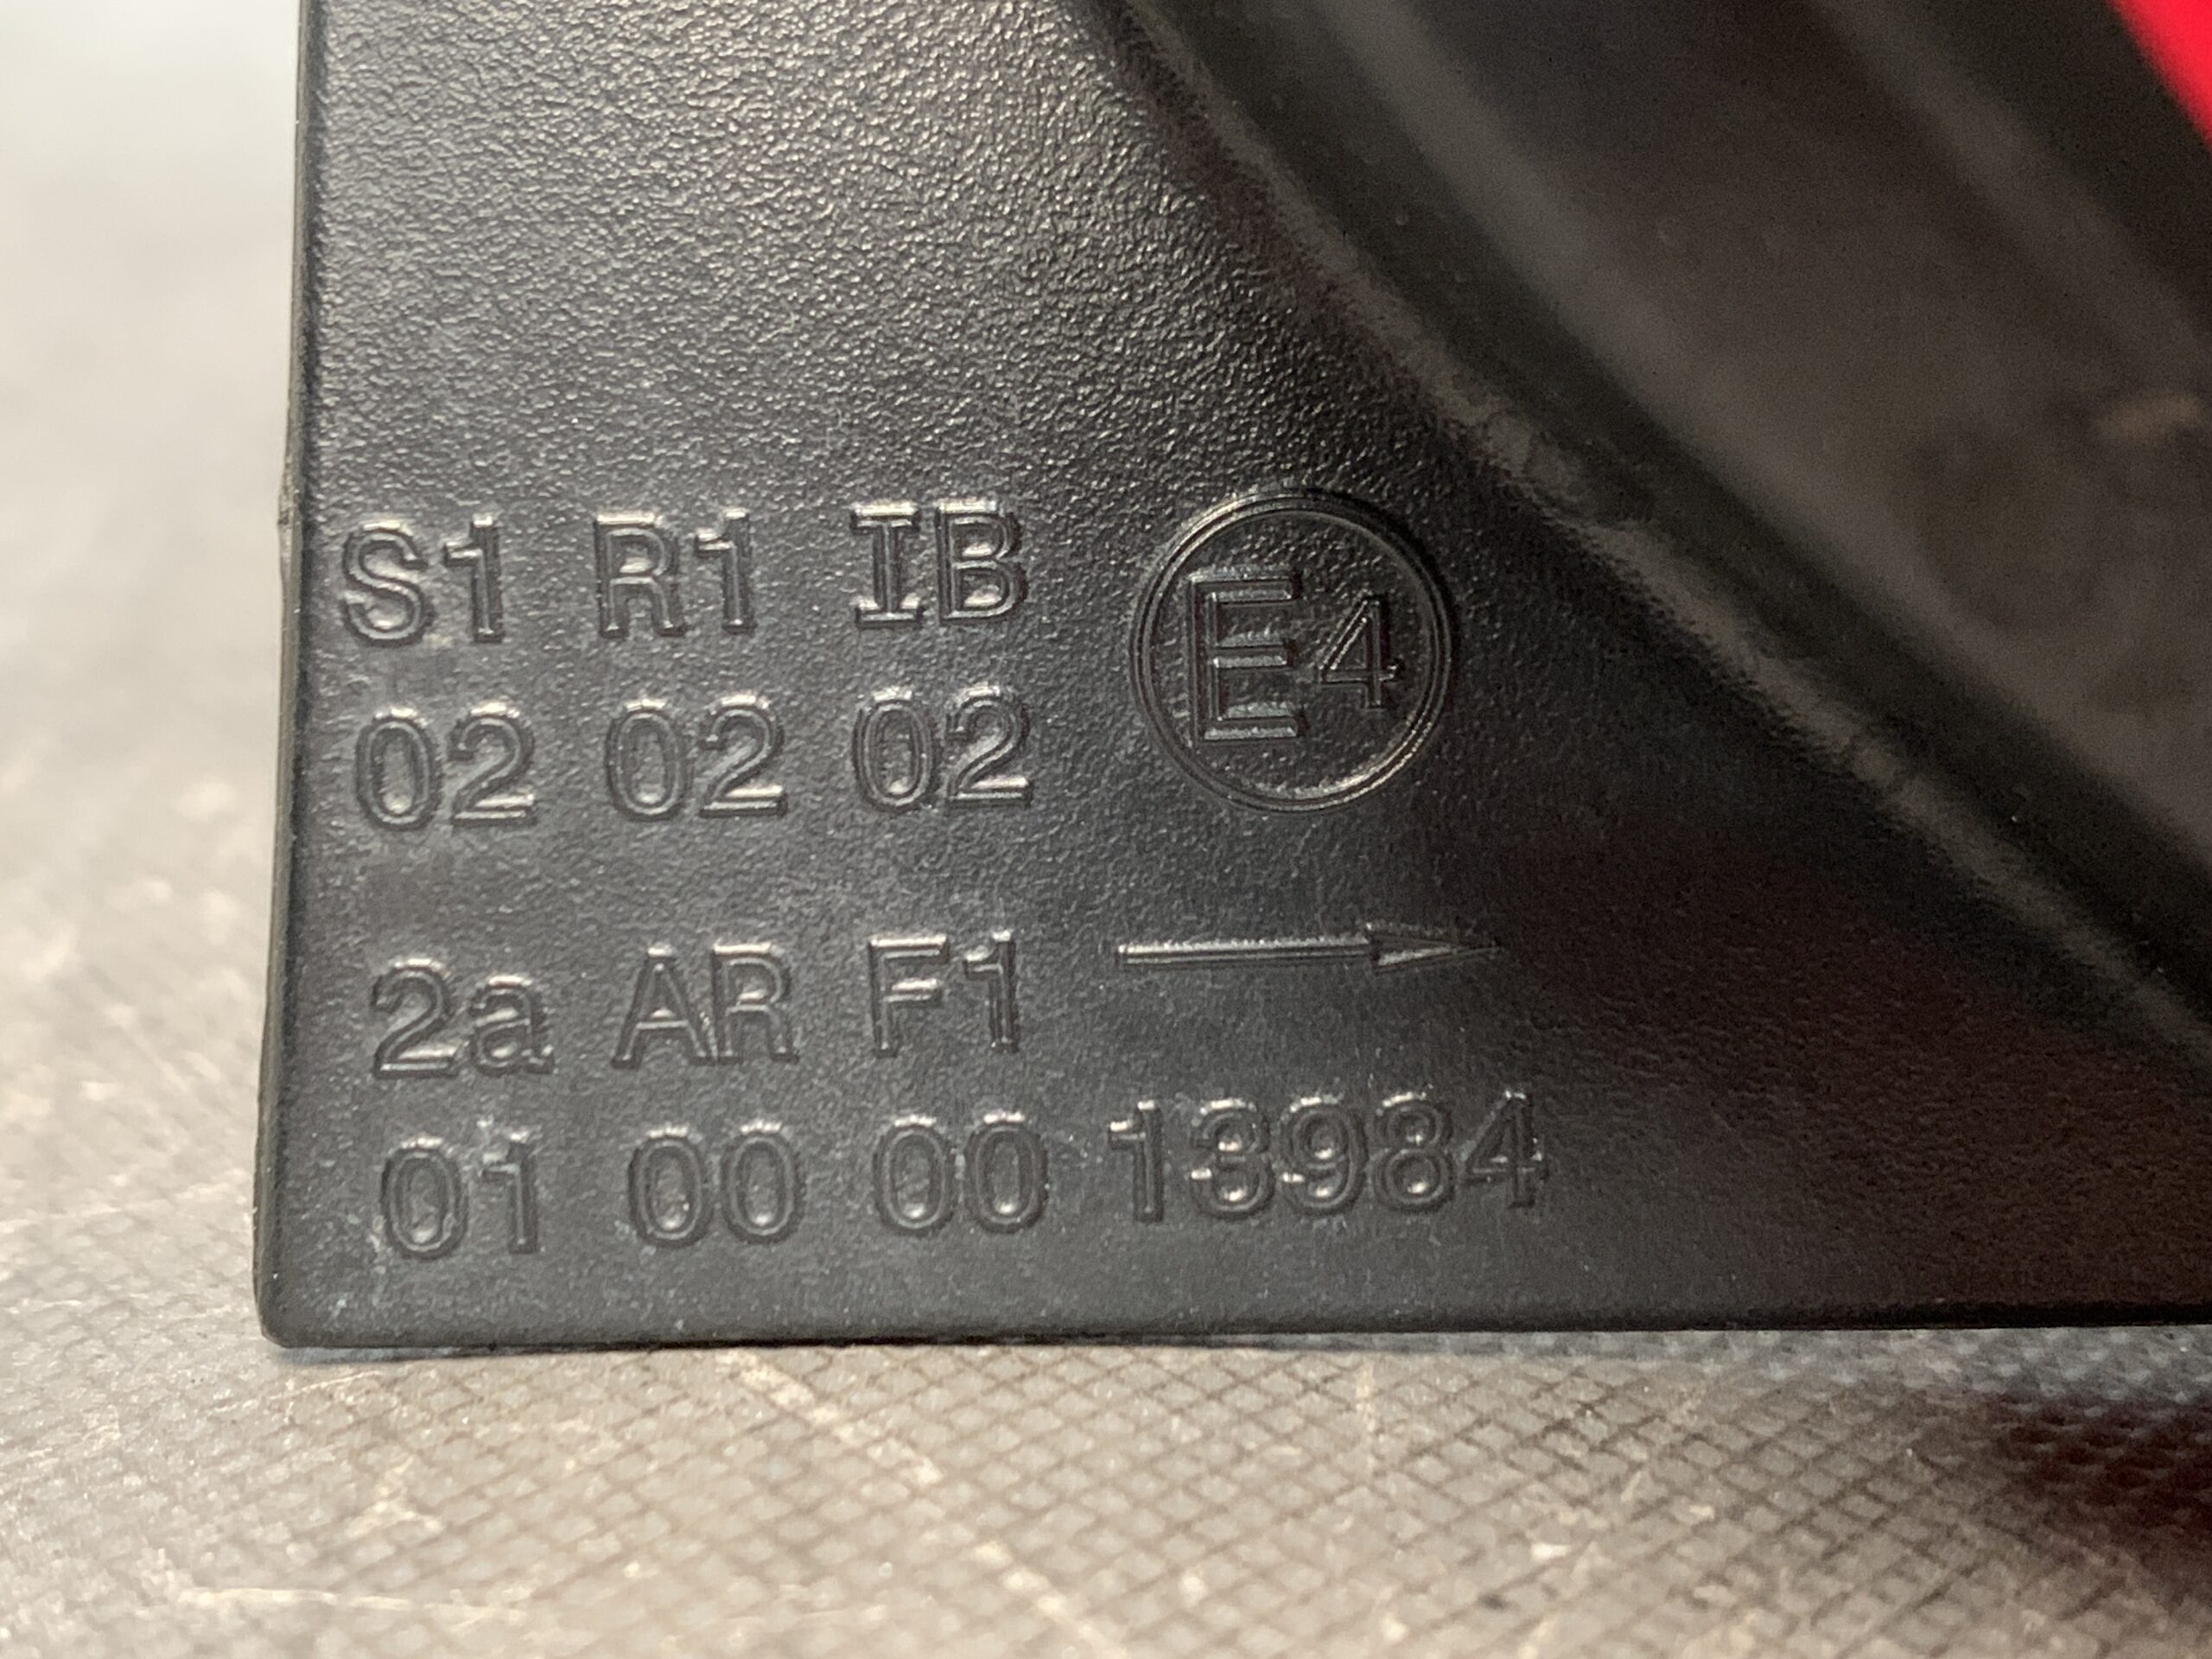 S1 R1 IB E4
02 02 02
2a AR F1 →
01 00 00 13984